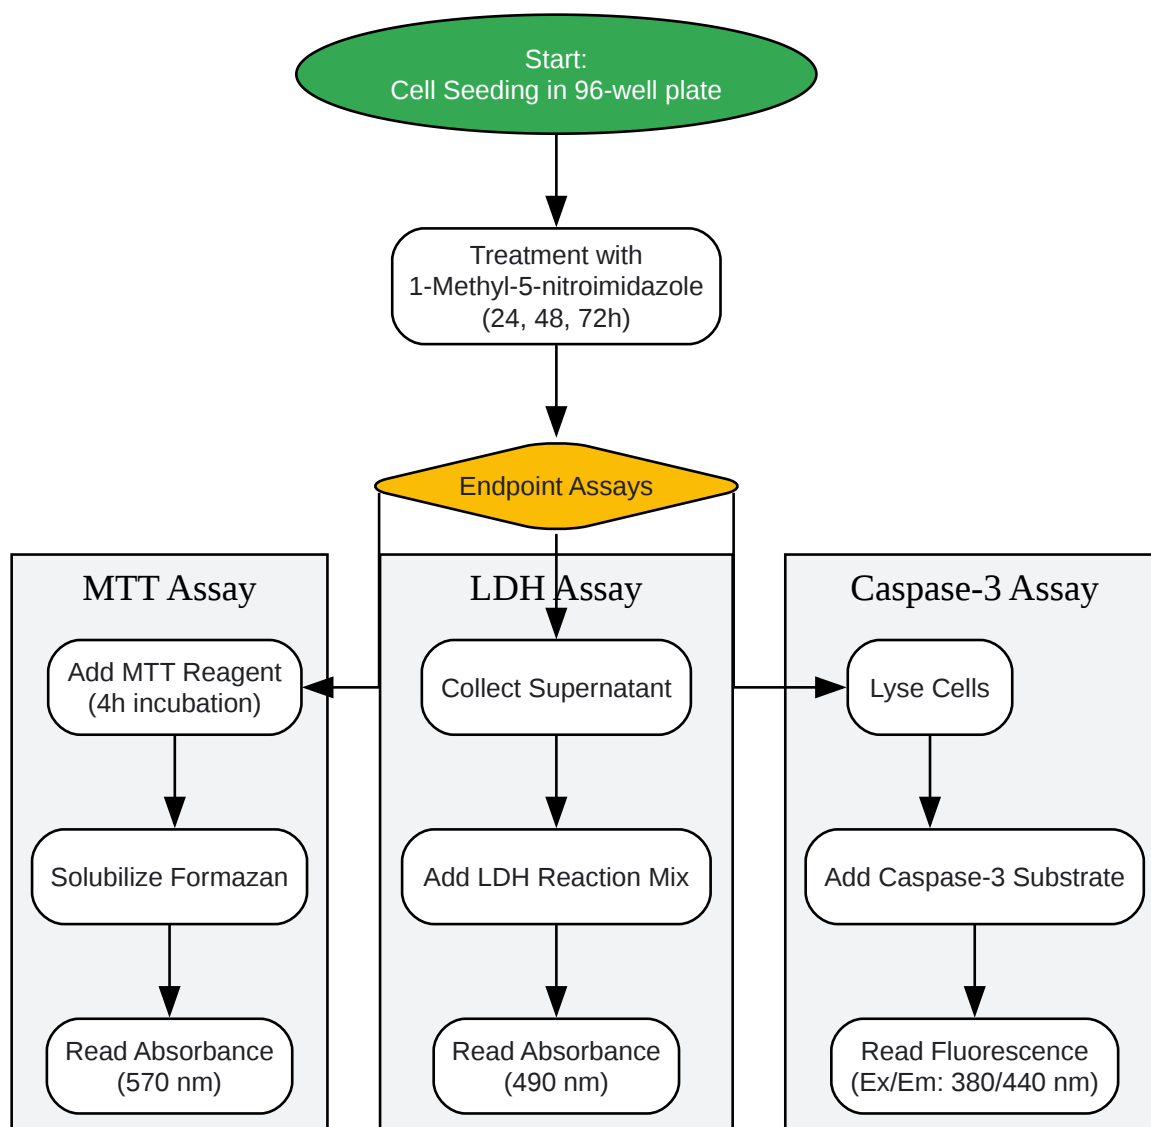 Start:
Cell Seeding in 96-well plate
Treatment with
1-Methyl-5-nitroimidazole
(24, 48, 72h)
Endpoint Assays
MTT Assay
Add MTT Reagent
(4h incubation)
Solubilize Formazan
Read Absorbance
(570 nm)
LDH Assay
Collect Supernatant
Add LDH Reaction Mix
Read Absorbance
(490 nm)
Caspase-3 Assay
Lyse Cells
Add Caspase-3 Substrate
Read Fluorescence
(Ex/Em: 380/440 nm)